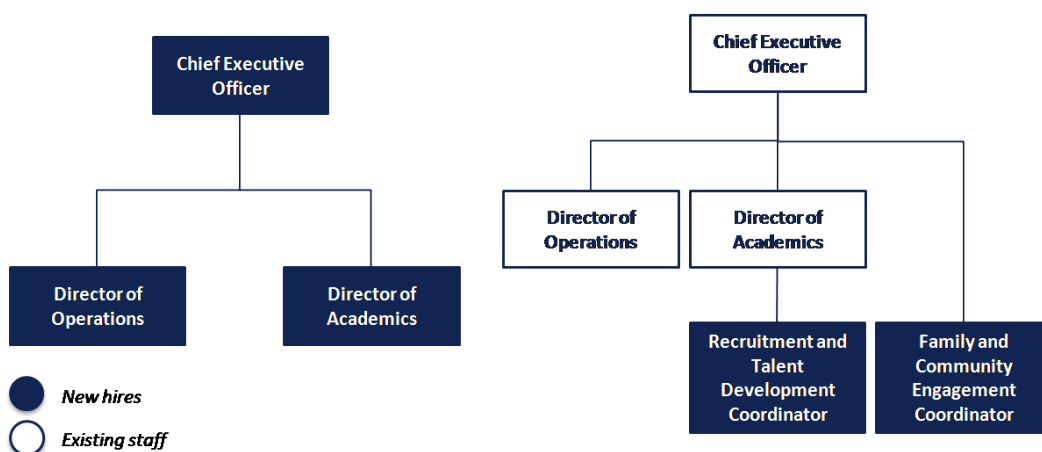 Chief Executive
Officer
Director of
Operations
Director of
Academics
New hires
Existing staff
Chief Executive
Officer
Director of
Operations
Director of
Academics
Recruitment and
Talent
Development
Coordinator
Family and
Community
Engagement
Coordinator